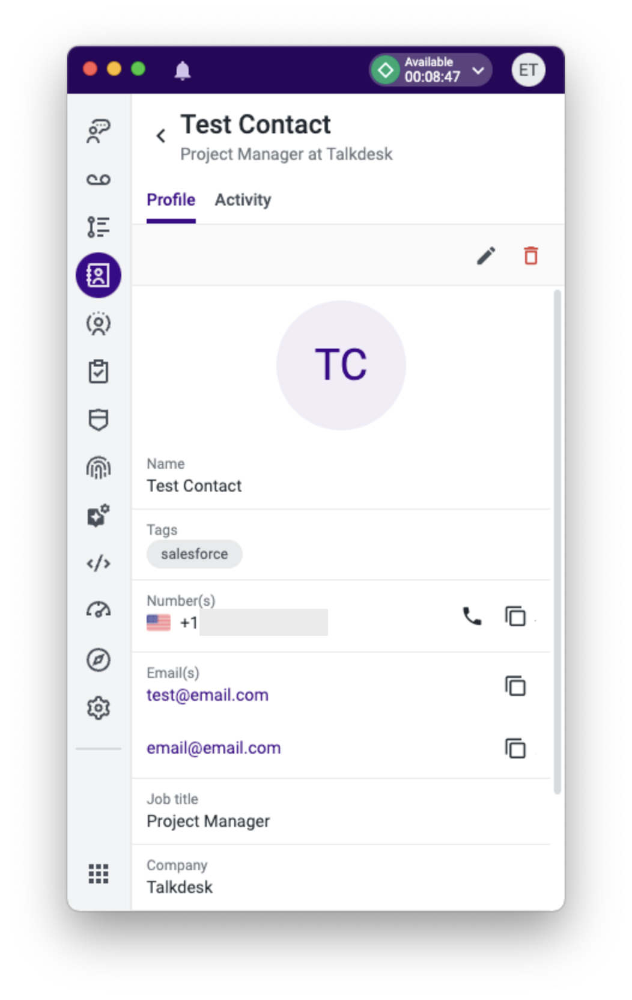 Available
00:08:47
ET
Test Contact
Project Manager at Talkdesk
Profile Activity
TC
Name
Test Contact
Tags
salesforce
Number(s)
+1
Email(s)
test@email.com
email@email.com
Job title
Project Manager
Company
Talkdesk